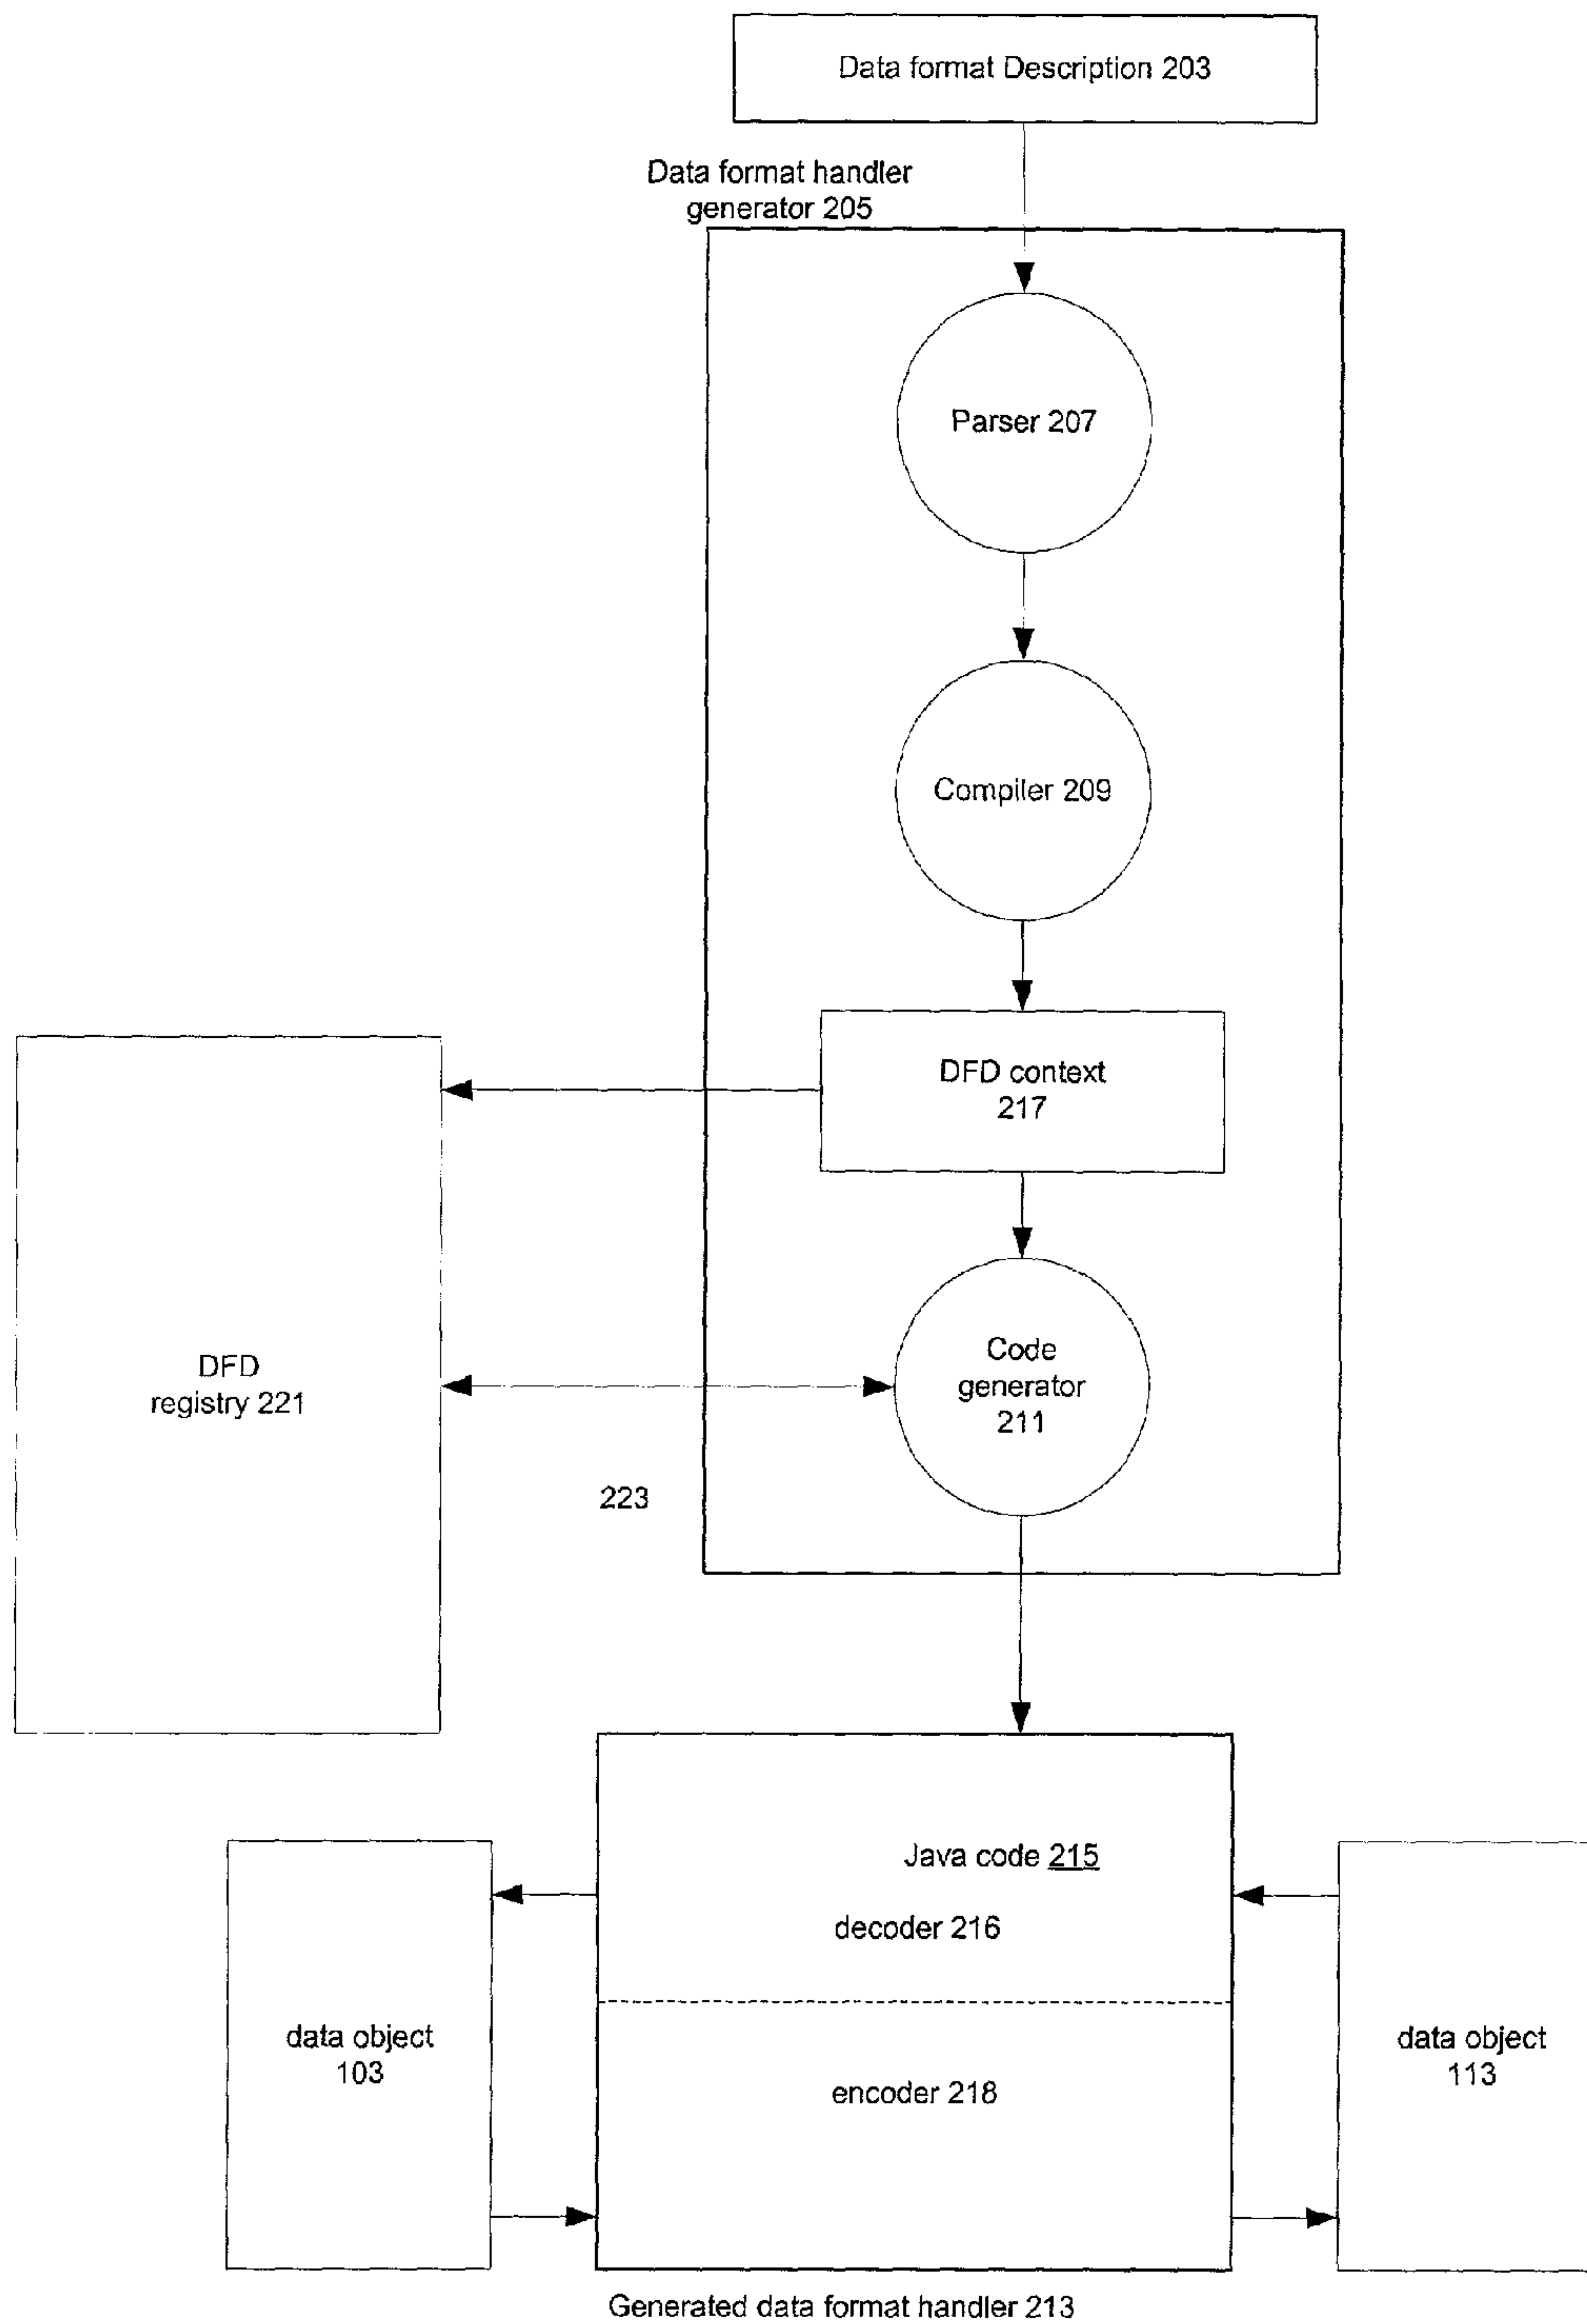 Data format Description 203
Data format handler
generator 205
Parser 207
Compiler 209
DFD context
217
DFD
registry 221
Code
generator
211
223
Java code 215
decoder 216
data object
103
encoder 218
data object
113
Generated data format handler 213